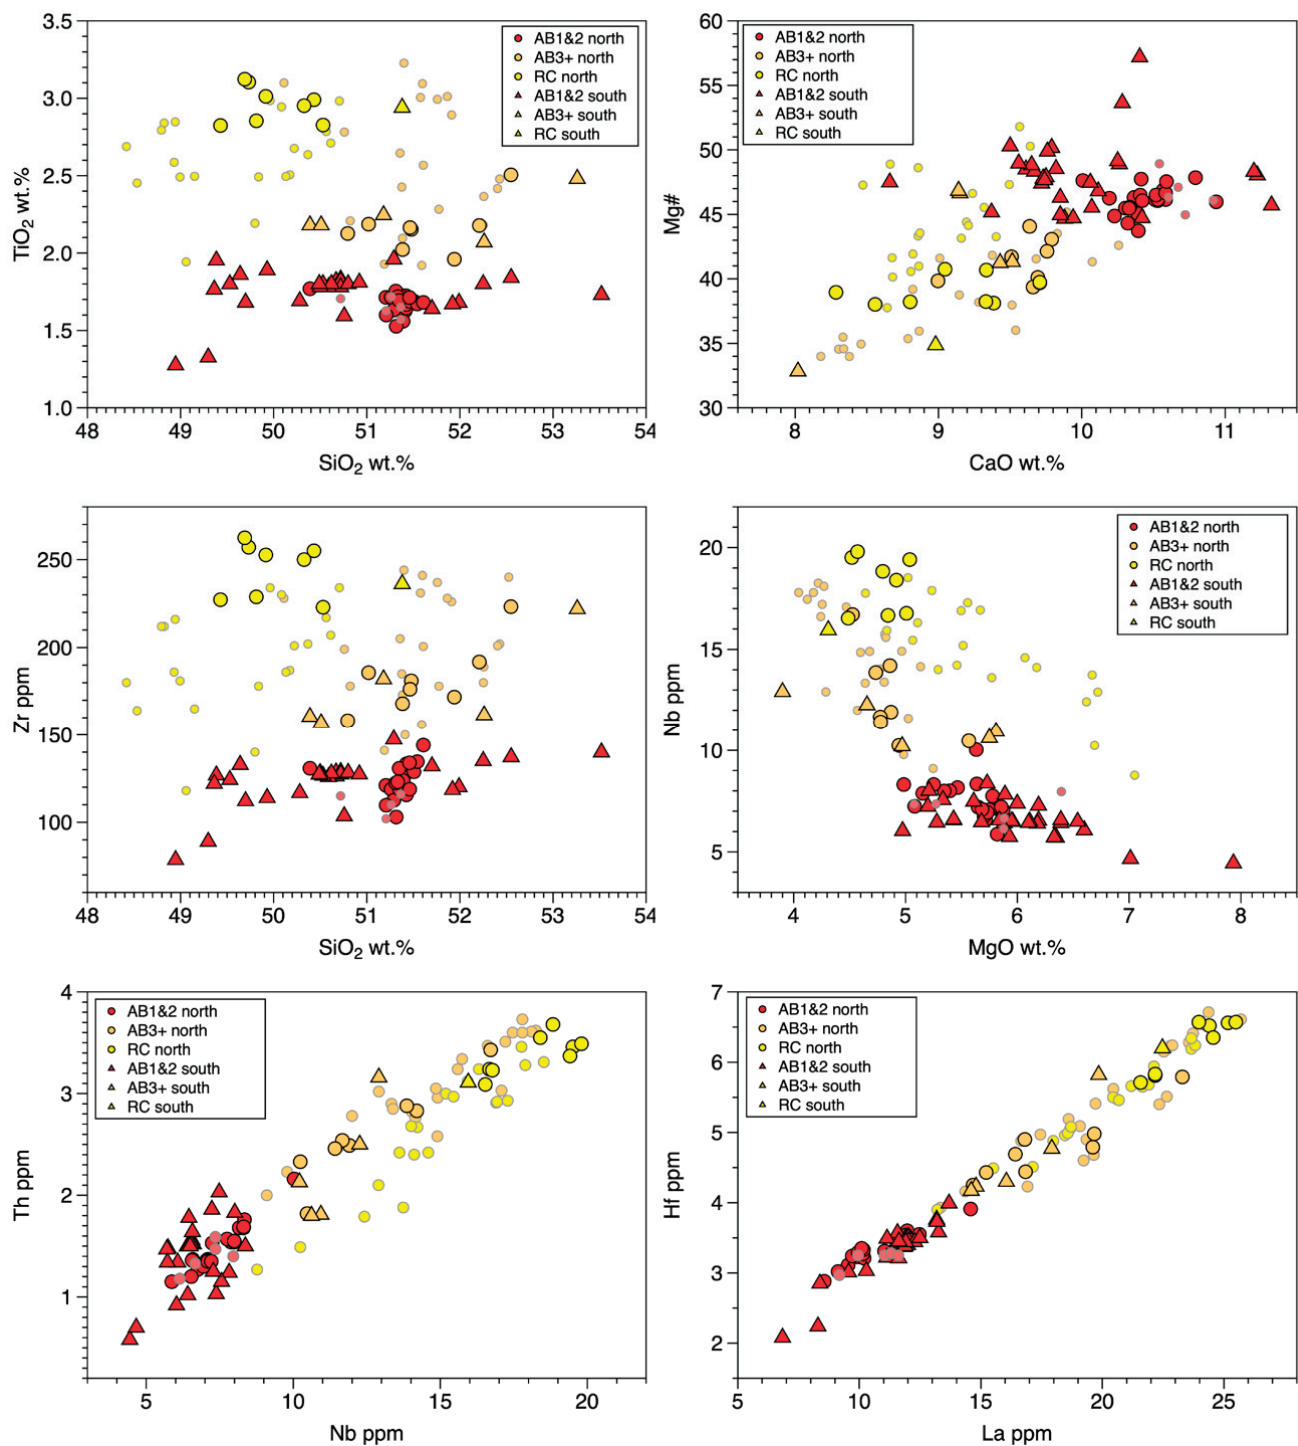 3.5
3.0
2.5
2.0
1.5
1.0
TiO2 wt.%
AB1&2 north
AB3+ north
RC north
AB1&2 south
AB3+ south
RC south
48 49 50 51 52 53 54
SiO2 wt.%
60
55
50
45
40
35
30
Mg#
AB1&2 north
AB3+ north
RC north
AB1&2 south
AB3+ south
RC south
8 9 10 11
CaO wt.%
250
200
150
100
Zr ppm
48 49 50 51 52 53 54
SiO2 wt.%
20
15
10
5
Nb ppm
AB1&2 north
AB3+ north
RC north
AB1&2 south
AB3+ south
RC south
4 5 6 7 8
MgO wt.%
4
3
2
1
Th ppm
AB1&2 north
AB3+ north
RC north
AB1&2 south
AB3+ south
RC south
5 10 15 20
Nb ppm
7
6
5
4
3
2
Hf ppm
AB1&2 north
AB3+ north
RC north
AB1&2 south
AB3+ south
RC south
5 10 15 20 25
La ppm